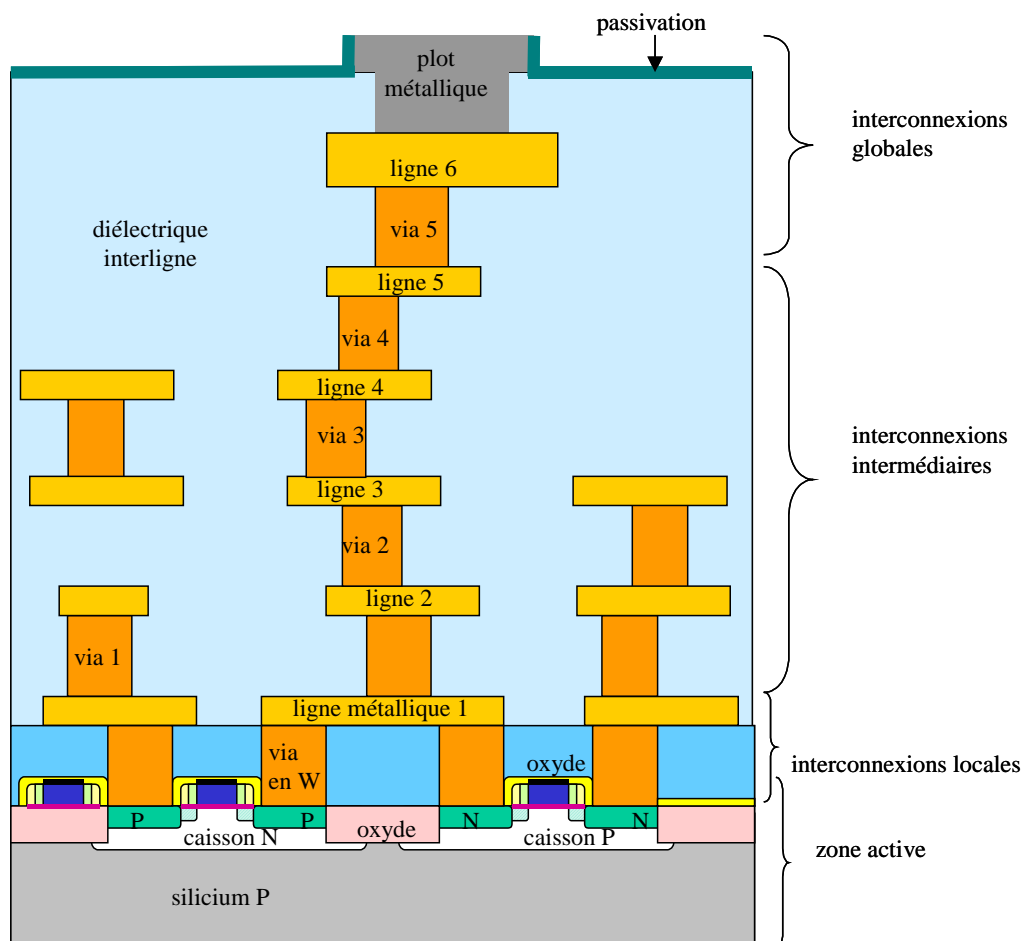 passivation
plot
métallique
interconnexions
globales
ligne 6
via 5
diélectrique
interligne
ligne 5
via 4
ligne 4
via 3
interconnexions
intermédiaires
ligne 3
via 2
ligne 2
via 1
ligne métallique 1
via
en W
oxyde
interconnexions locales
P
P
N
N
oxyde
caisson N
caisson P
zone active
silicium P